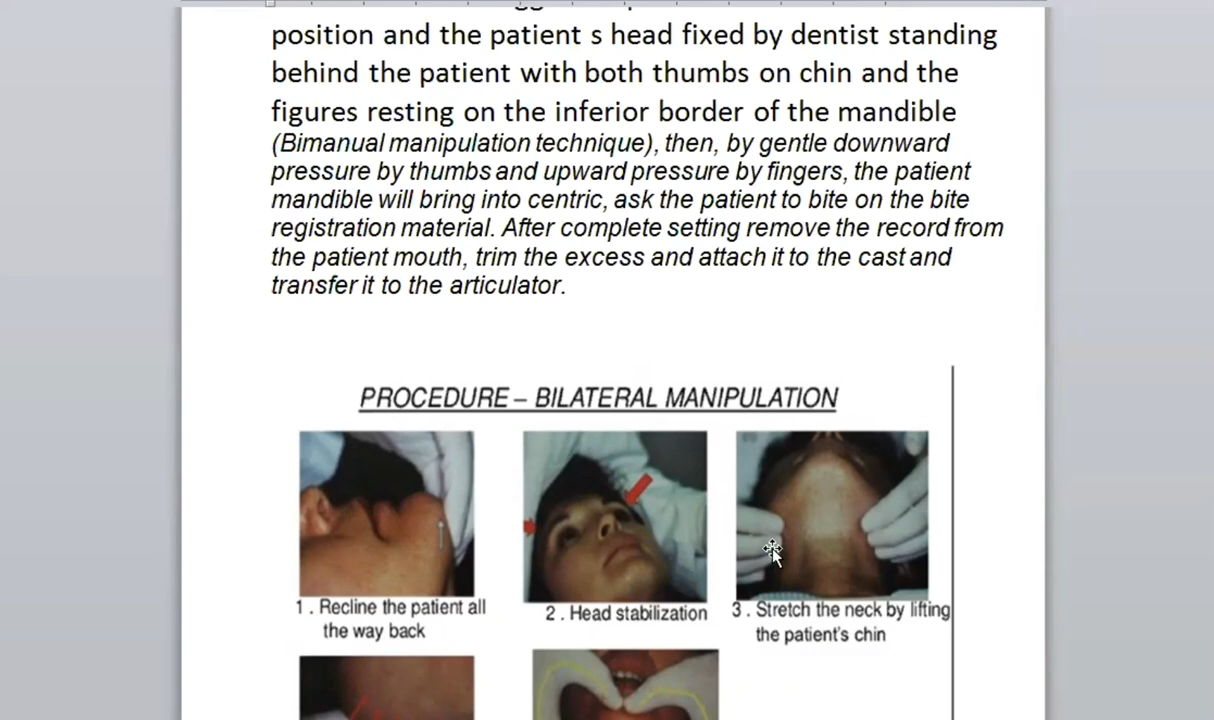 position and the patient s head fixed by dentist standing
behind the patient with both thumbs on chin and the
figures resting on the inferior border of the mandible
(Bimanual manipulation technique), then, by gentle downward
pressure by thumbs and upward pressure by fingers, the patient
mandible will bring into centric, ask the patient to bite on the bite
registration material. After complete setting remove the record from
the patient mouth, trim the excess and attach it to the cast and
transfer it to the articulator.
PROCEDURE – BILATERAL MANIPULATION
1 . Recline the patient all
the way back
2 . Head stabilization
3 . Stretch the neck by lifting
the patient's chin